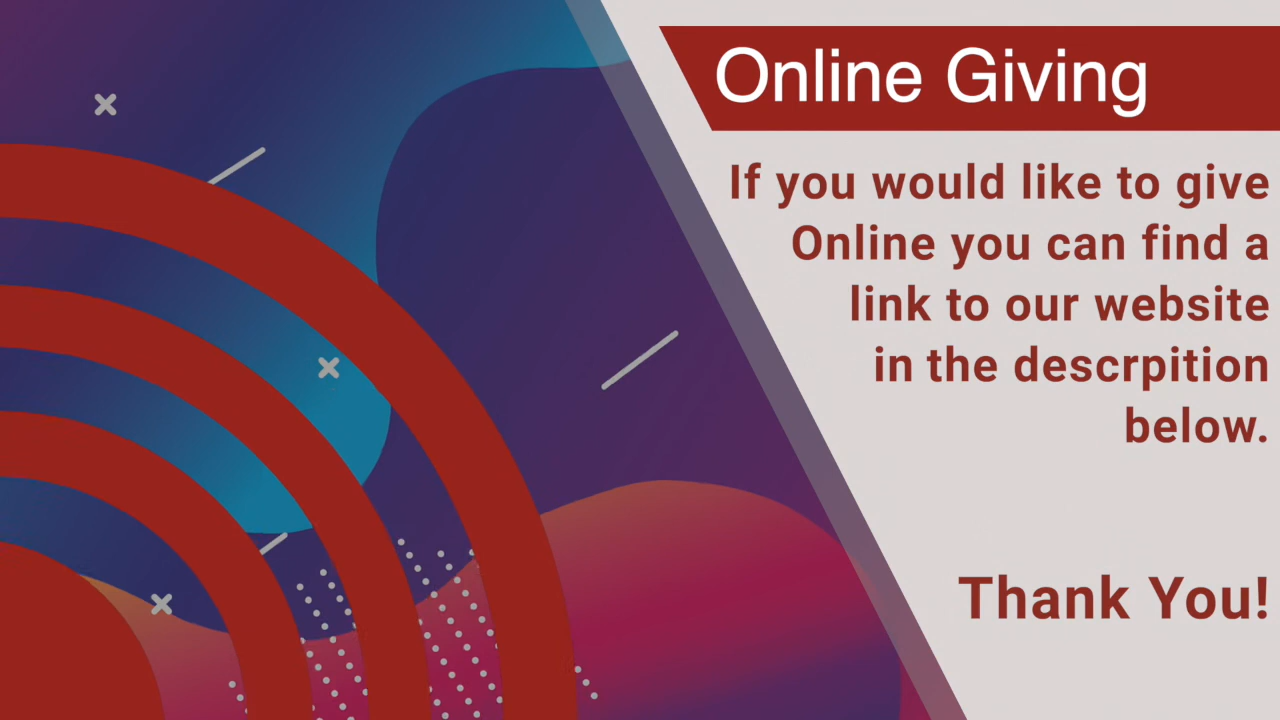 Online Giving
If you would like to give
Online you can find a
link to our website
in the descrpition
below.
Thank You!